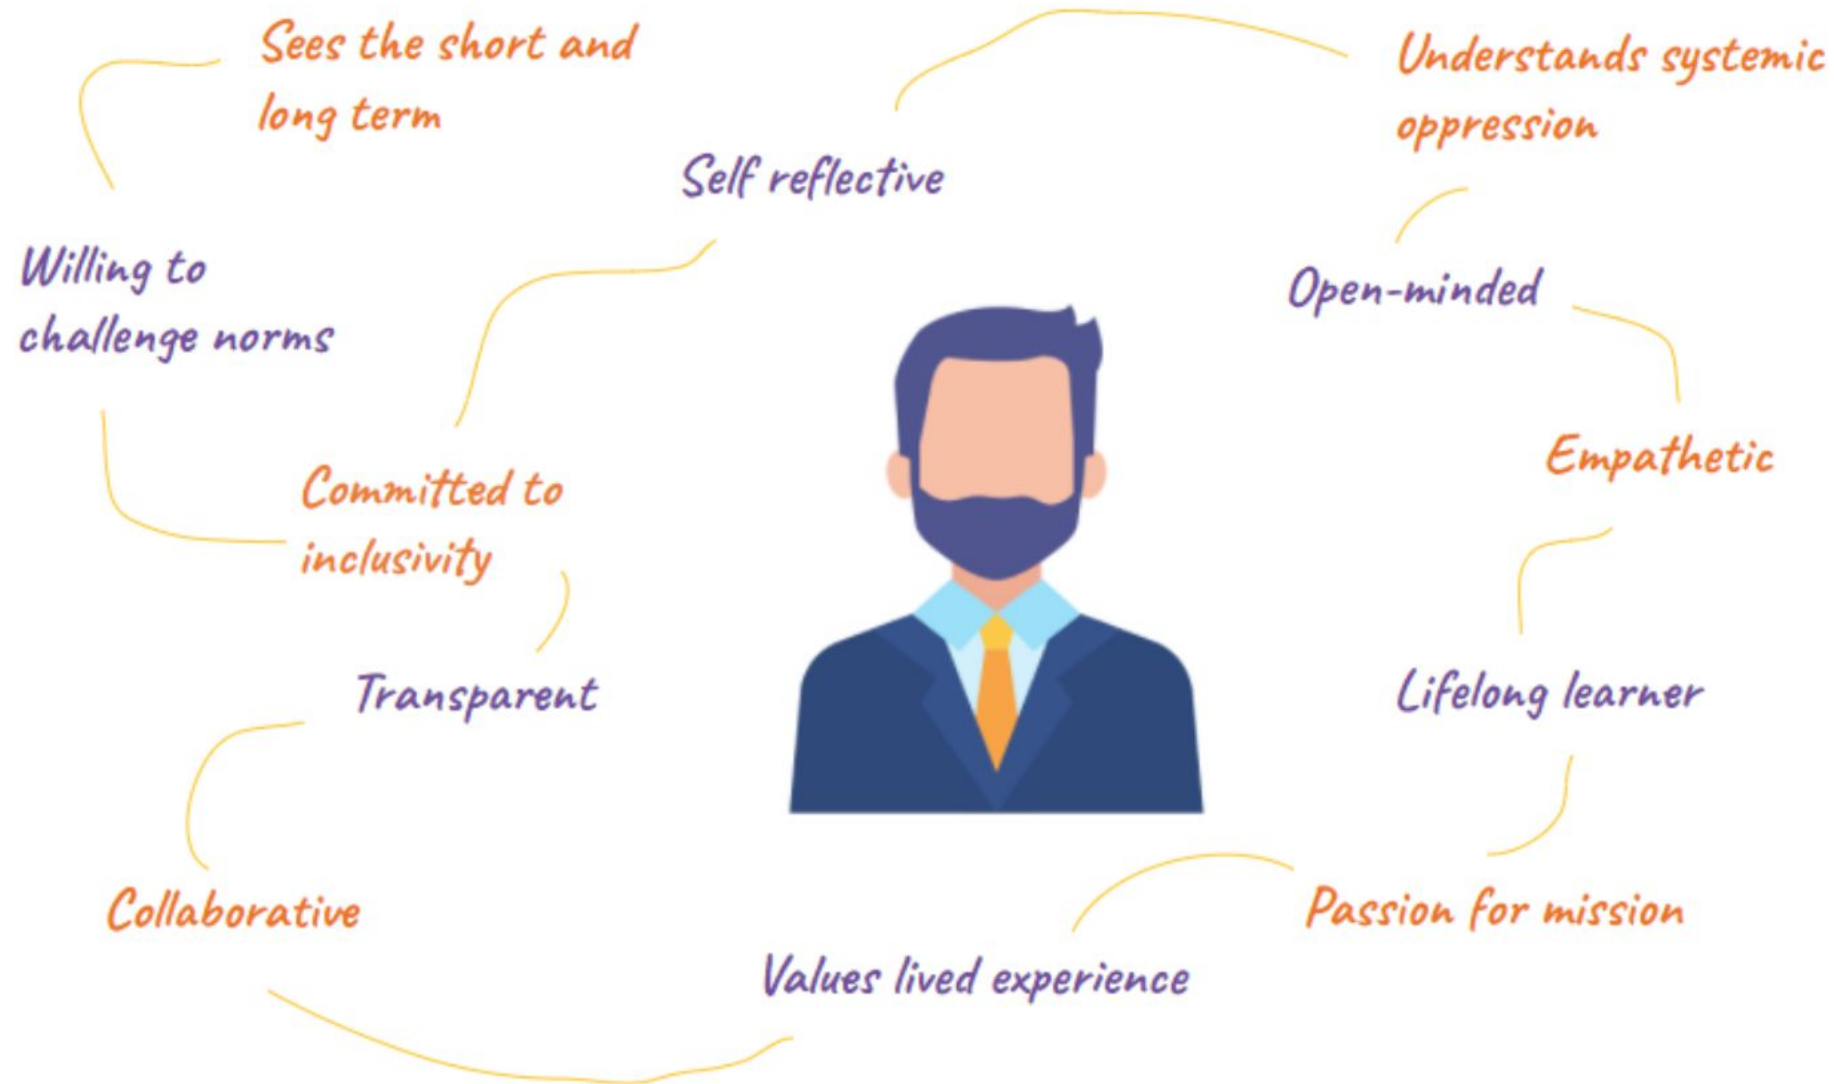 Sees the short and
long term
Understands systemic
oppression
Self reflective
Willing to
challenge norms
Open-minded
Committed to
inclusivity
Empathetic
Transparent
Lifelong learner
Collaborative
Passion for mission
Values lived experience